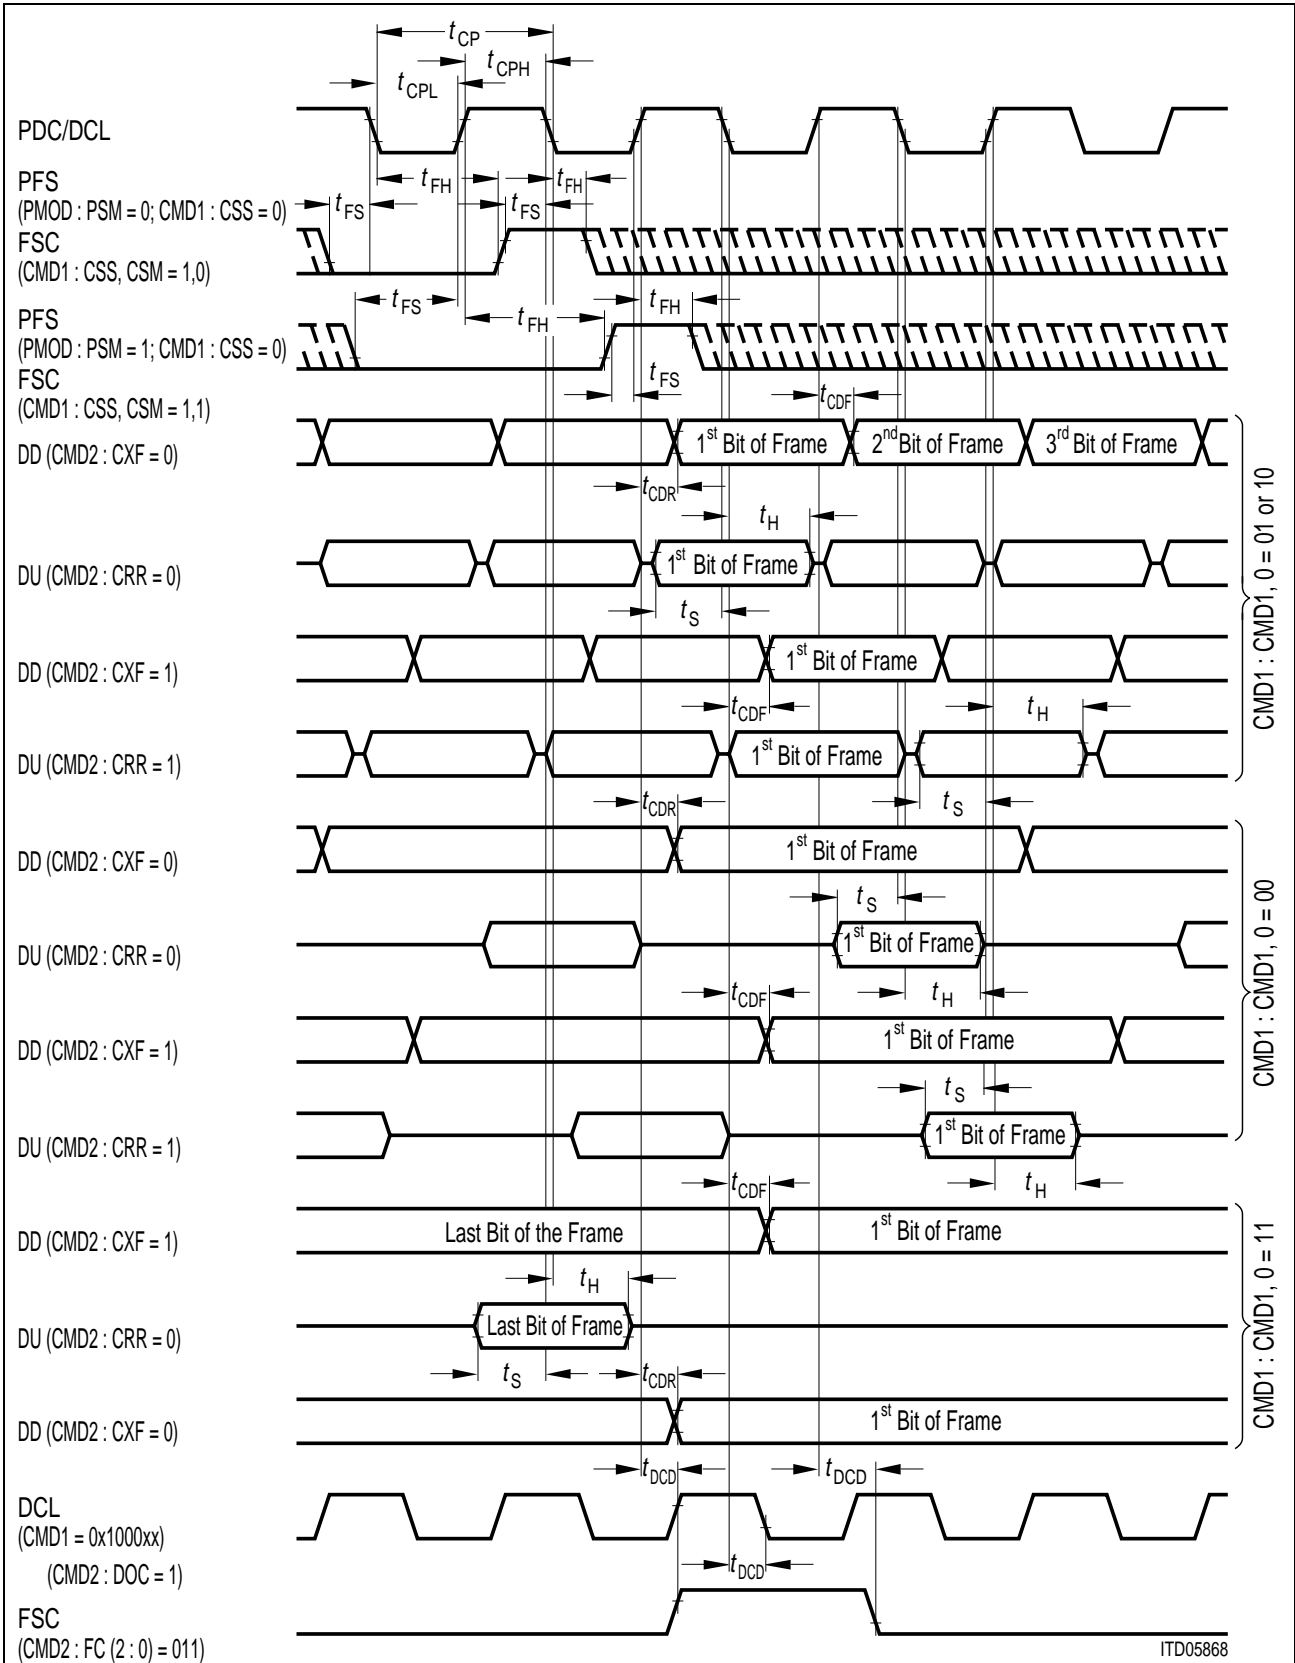 tCP
tCPH
tCPL
PDC/DCL
PFS
(PMOD : PSM = 0; CMD1 : CSS = 0)
tFH
tFH
tFS
tFS
FSC
(CMD1 : CSS, CSM = 1,0)
tFS
tFH
tFH
PFS
(PMOD : PSM = 1; CMD1 : CSS = 0)
FSC
(CMD1 : CSS, CSM = 1,1)
tFS
tCDF
DD (CMD2 : CXF = 0)
1st Bit of Frame
2nd Bit of Frame
3rd Bit of Frame
tCDR
tH
DU (CMD2 : CRR = 0)
1st Bit of Frame
tS
DD (CMD2 : CXF = 1)
1st Bit of Frame
tCDF
tH
DU (CMD2 : CRR = 1)
1st Bit of Frame
CMD1 : CMD1, 0 = 01 or 10
tCDR
tS
DD (CMD2 : CXF = 0)
1st Bit of Frame
tS
DU (CMD2 : CRR = 0)
1st Bit of Frame
tCDF
tH
DD (CMD2 : CXF = 1)
1st Bit of Frame
tS
DU (CMD2 : CRR = 1)
1st Bit of Frame
CMD1 : CMD1, 0 = 00
tCDF
tH
DD (CMD2 : CXF = 1)
Last Bit of the Frame
1st Bit of Frame
tH
DU (CMD2 : CRR = 0)
Last Bit of Frame
tS
tCDR
DD (CMD2 : CXF = 0)
1st Bit of Frame
CMD1 : CMD1, 0 = 11
tDCD
tDCD
DCL
(CMD1 = 0x1000xx)
(CMD2 : DOC = 1)
tDCD
FSC
(CMD2 : FC (2 : 0) = 011)
ITD05868